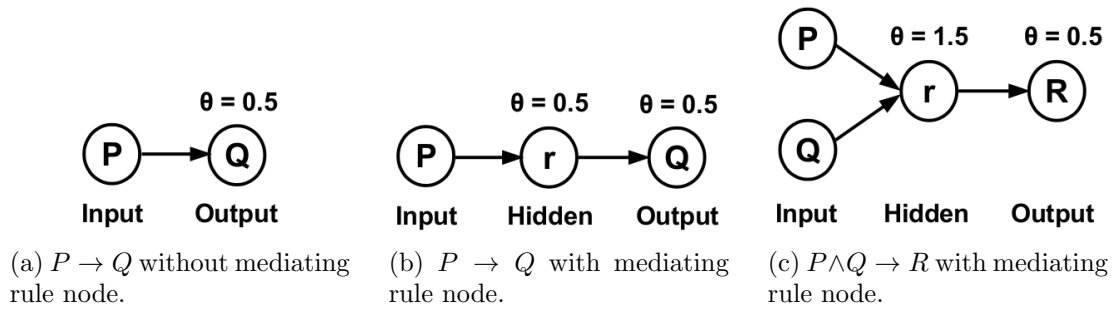 θ = 0.5
P
Q
Input
Output
(a) P → Q without mediating
rule node.
θ = 0.5
θ = 0.5
P
r
Q
Input
Hidden
Output
(b) P → Q with mediating
rule node.
P
θ = 1.5
θ = 0.5
r
R
Q
Input
Hidden
Output
(c) P∧Q → R with mediating
rule node.